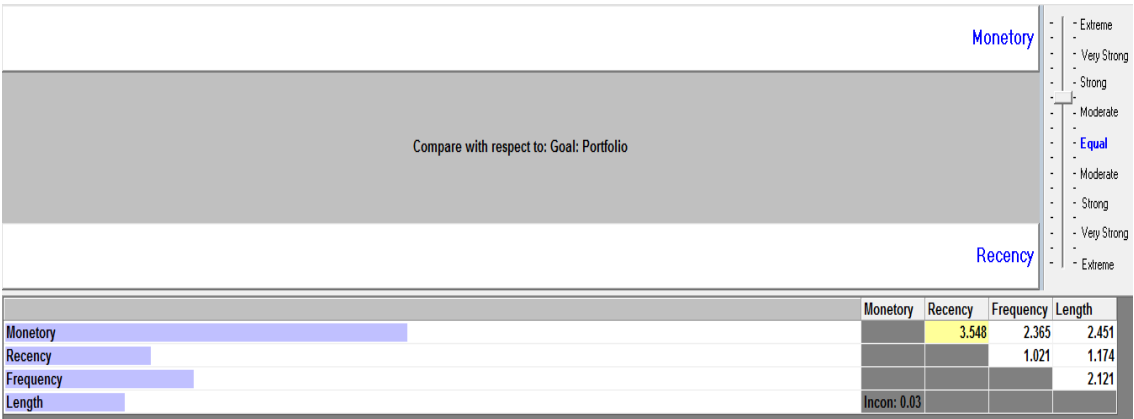 Monetory
Compare with respect to: Goal: Portfolio
Recency
Extreme
Very Strong
Strong
Moderate
Equal
Moderate
Strong
Very Strong
Extreme
Monetory Recency Frequency Length
Monetory 3.548 2.365 2.451
Recency 1.021 1.174
Frequency 2.121
Length Incon: 0.03